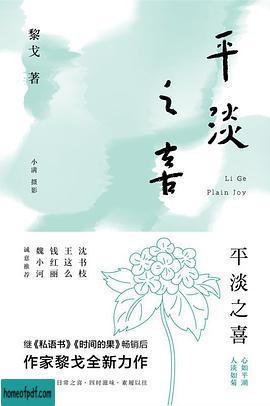 平淡之喜
黎戈 著
Li Ge
Plain Joy
小满 摄影
沈书枝
王这么
钱红丽
魏小河
诚意推荐
平淡之喜
心如平湖
人淡如菊
继《私语书》《时间的果》畅销后
作家黎戈全新力作
日常之喜·四时滋味·素履以往
homeofpdf.com